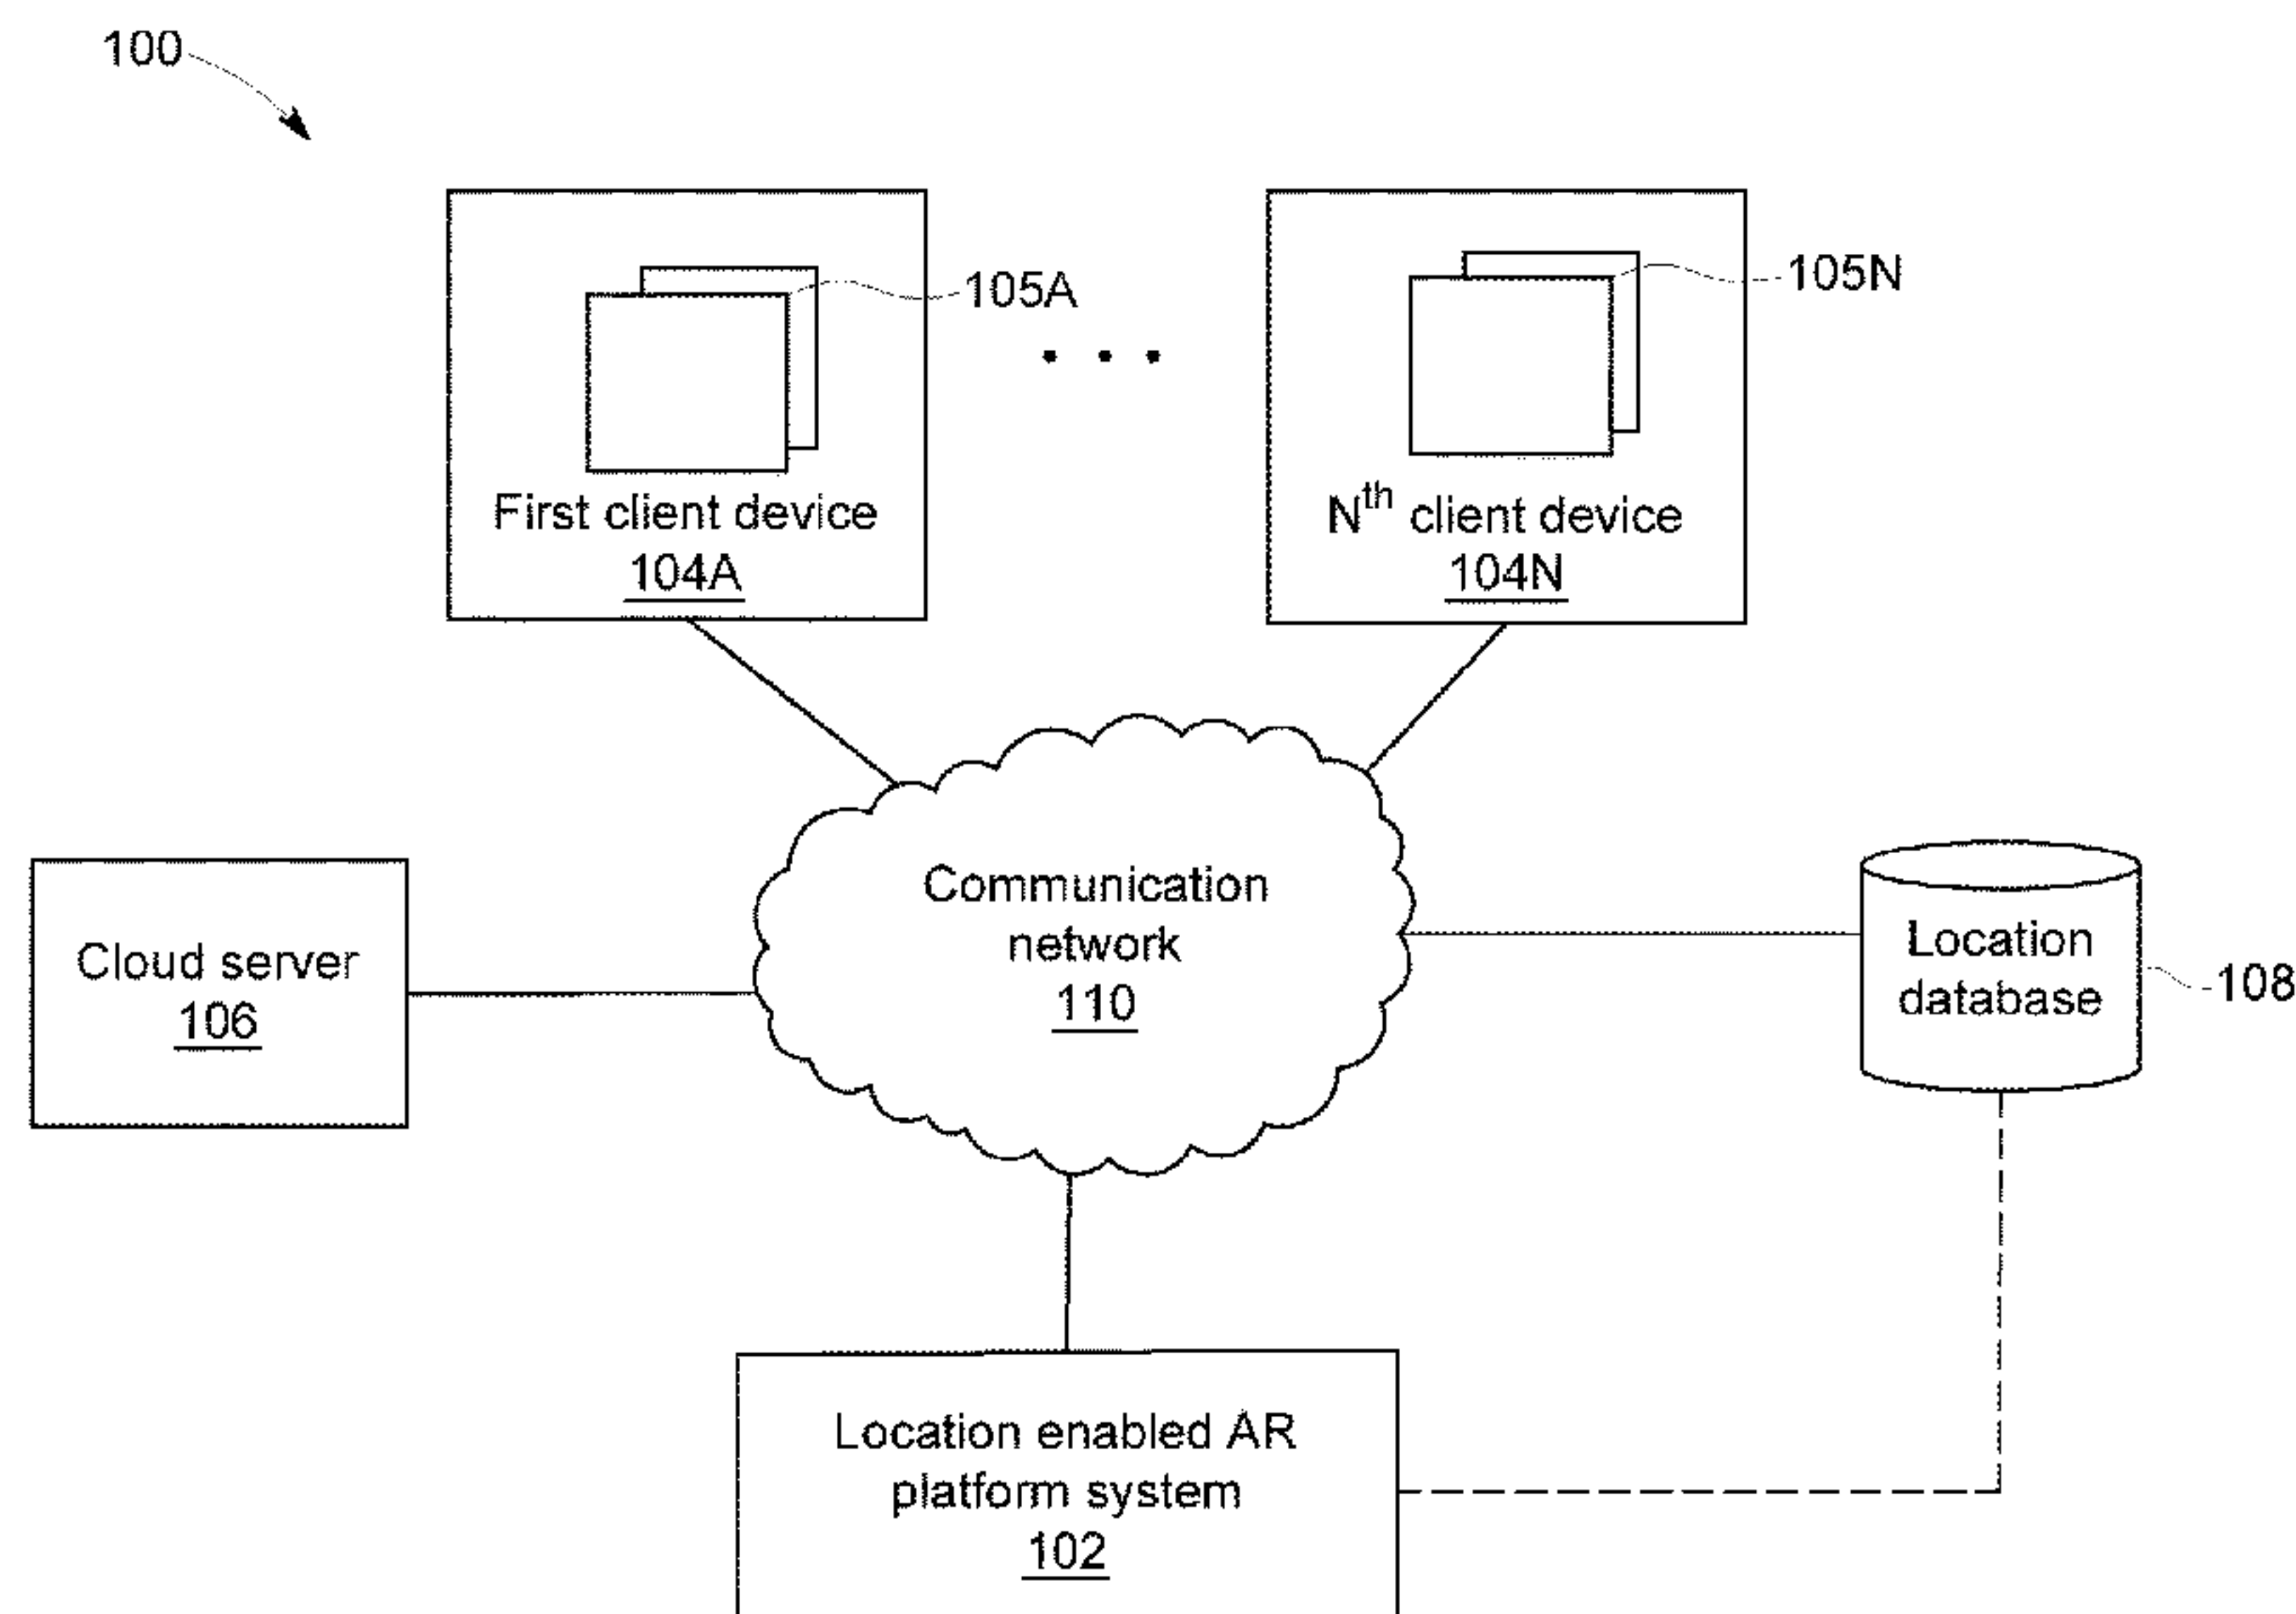 100
105A
105N
First client device
104A
Nth client device
104N
Communication
network
110
Cloud server
106
Location
database
108
Location enabled AR
platform system
102